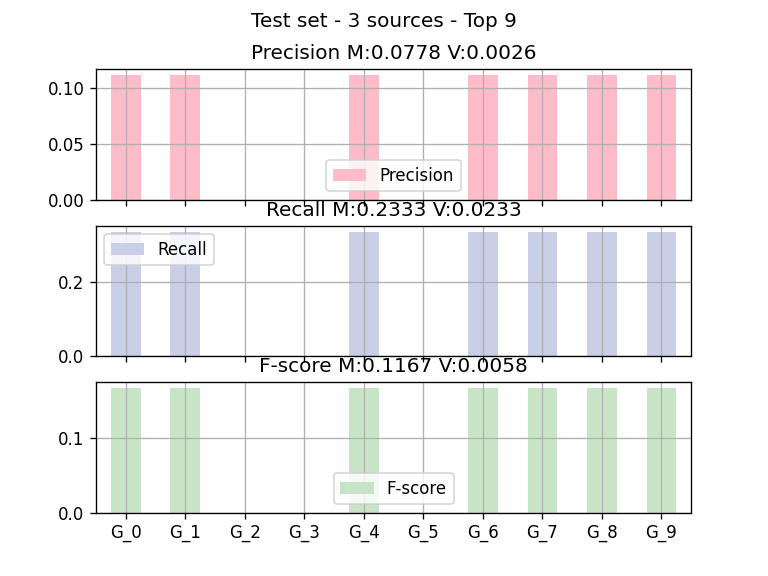 Test set - 3 sources - Top 9
Precision M:0.0778 V:0.0026
0.10
0.05
0.00
Precision
Recall M:0.2333 V:0.0233
Recall
0.2
0.0
F-score M:0.1167 V:0.0058
0.1
0.0
F-score
G_0 G_1 G_2 G_3 G_4 G_5 G_6 G_7 G_8 G_9